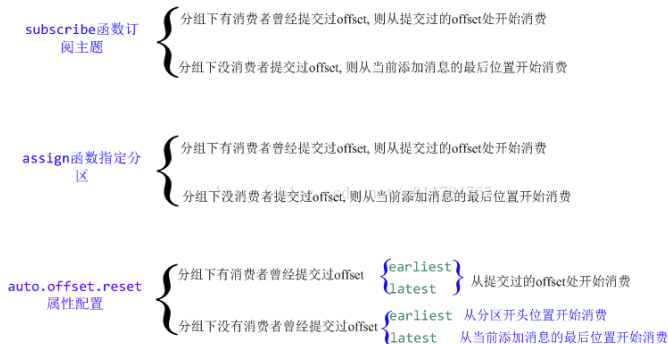 subscribe函数订
阅主题
分组下有消费者曾经提交过offset, 则从提交过的offset处开始消费
分组下没消费者提交过offset, 则从当前添加消息的最后位置开始消费
assign函数指定分
区
分组下有消费者曾经提交过offset, 则从提交过的offset处开始消费
分组下没消费者提交过offset, 则从当前添加消息的最后位置开始消费
auto.offset.reset
属性配置
分组下有消费者曾经提交过offset
earliest
latest
从提交过的offset处开始消费
分组下没有消费者曾经提交过offset
earliest 从分区开头位置开始消费
latest 从当前添加消息的最后位置开始消费